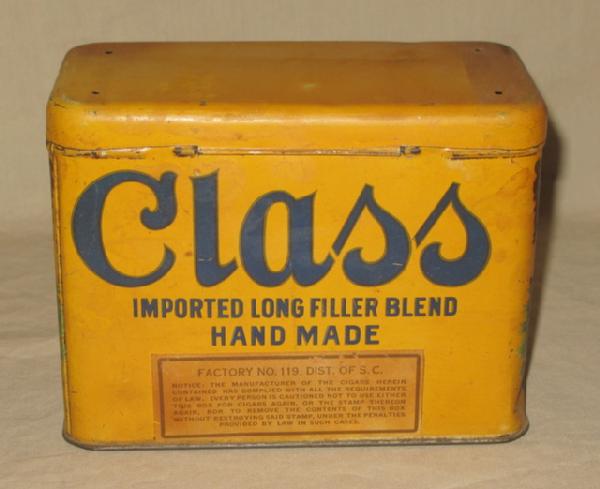 Class
IMPORTED LONG FILLER BLEND
HAND MADE
FACTORY NO. 119. DIST. OF S.C.
NOTICE: THE MANUFACTURER OF THE CIGARS HEREIN
CONTAINED HAS COMPLIED WITH ALL THE REQUIREMENTS
OF LAW. EVERY PERSON IS CAUTIONED NOT TO USE EITHER
THIS BOX FOR CIGARS AGAIN, OR THE STAMP THEREON
AGAIN, NOR TO REMOVE THE CONTENTS OF THIS BOX
WITHOUT DESTROYING SAID STAMP, UNDER THE PENALTIES
PROVIDED BY LAW IN SUCH CASES.